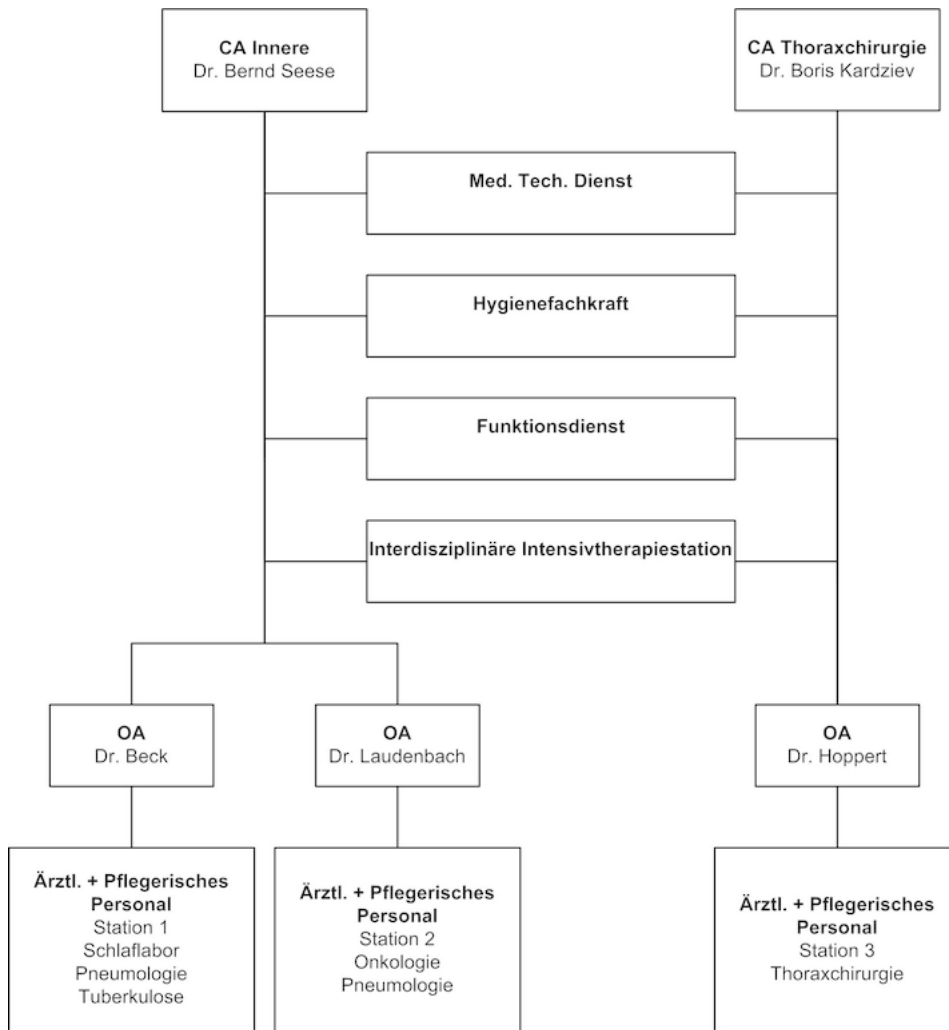 CA Innere
Dr. Bernd Seese
CA Thoraxchirurgie
Dr. Boris Kardziev
Med. Tech. Dienst
Hygienefachkraft
Funktionsdienst
Interdisziplinäre Intensivtherapiestation
OA
Dr. Beck
OA
Dr. Laudenbach
OA
Dr. Hoppert
Ärztl. + Pflegerisches
Personal
Station 1
Schlaflabor
Pneumologie
Tuberkulose
Ärztl. + Pflegerisches
Personal
Station 2
Onkologie
Pneumologie
Ärztl. + Pflegerisches
Personal
Station 3
Thoraxchirurgie